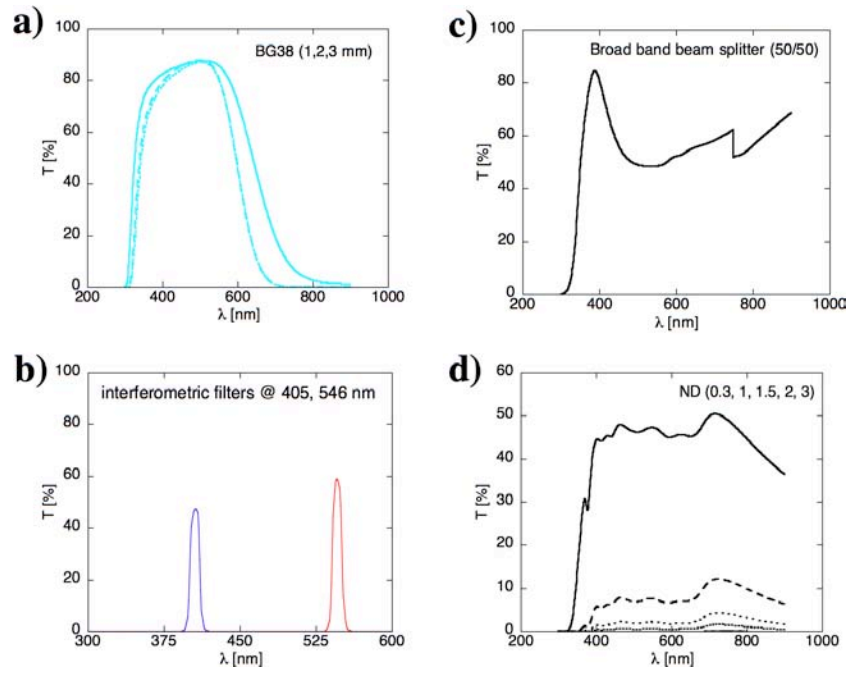 a)
BG38 (1,2,3 mm)
100
80
60
40
20
0
T [%]
200
400
600
800
1000
λ [nm]
c)
Broad band beam splitter (50/50)
100
80
60
40
20
0
T [%]
200
400
600
800
1000
λ [nm]
b)
interferometric filters @ 405, 546 nm
100
80
60
40
20
0
T [%]
300
375
450
525
600
λ [nm]
d)
ND (0.3, 1, 1.5, 2, 3)
60
50
40
30
20
10
0
T [%]
200
400
600
800
1000
λ [nm]